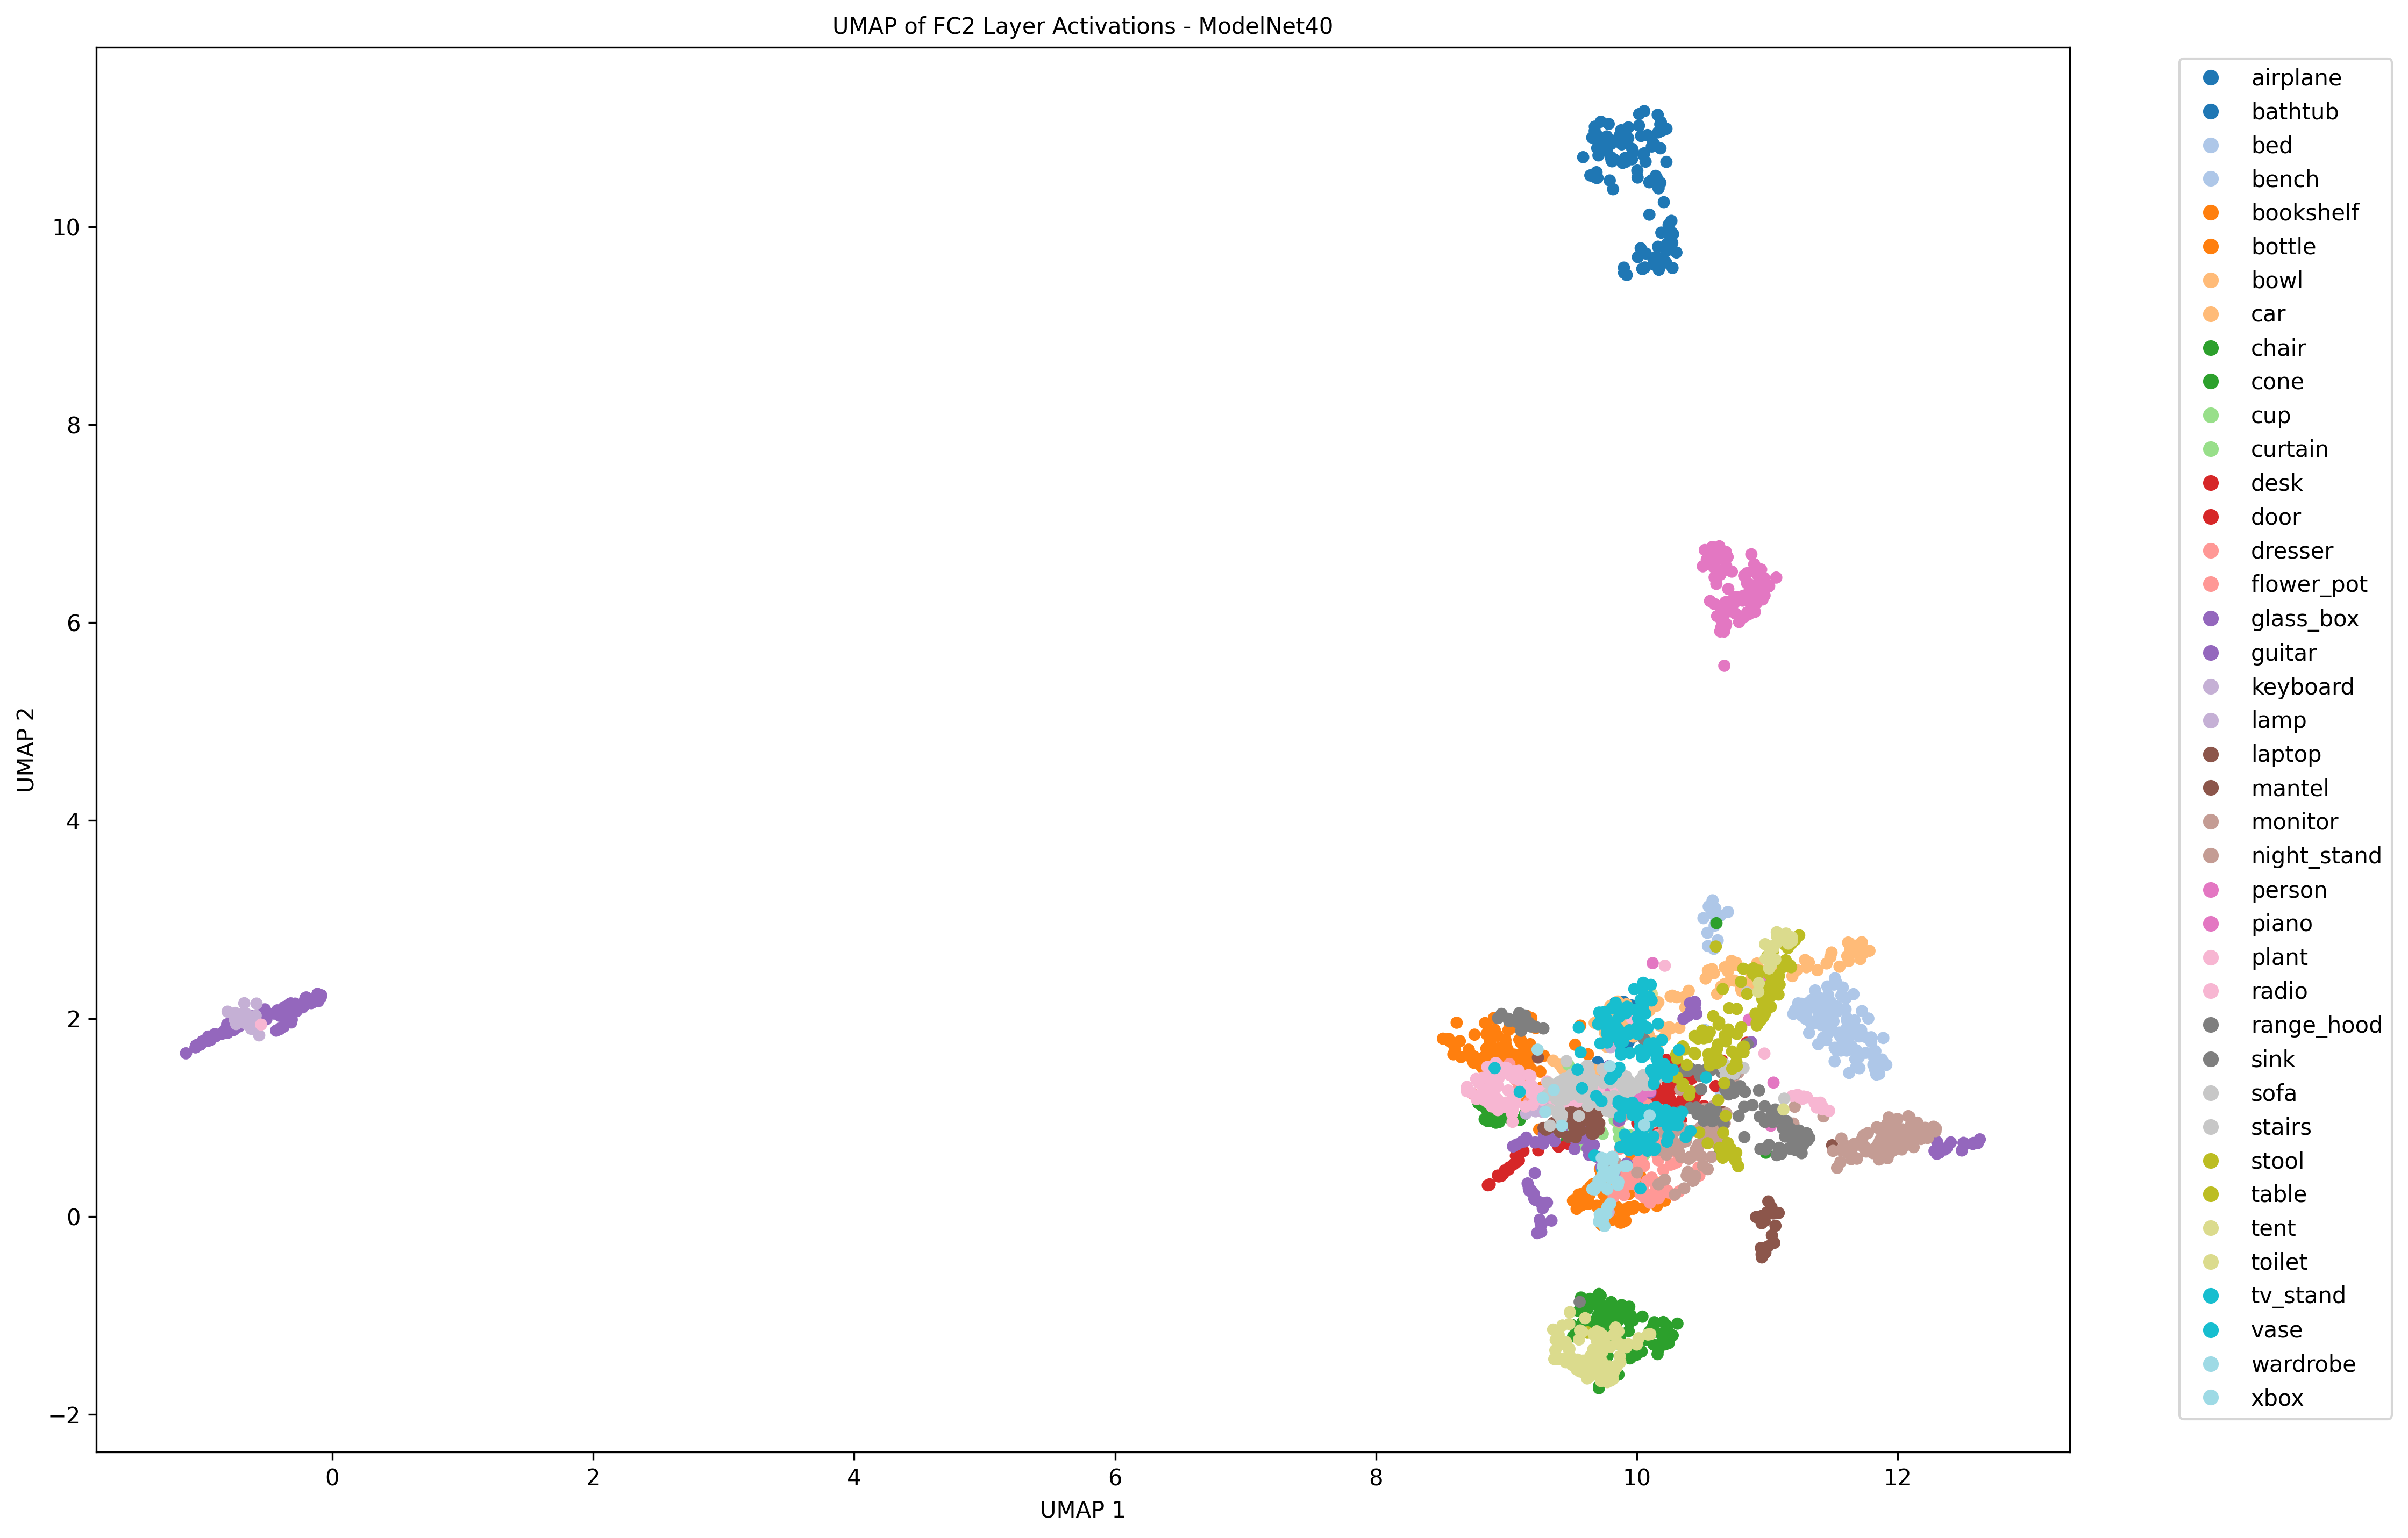 UMAP of FC2 Layer Activations - ModelNet40
10
8
6
4
2
0
−2
UMAP 2
0
2
4
6
8
10
12
UMAP 1
airplane
bathtub
bed
bench
bookshelf
bottle
bowl
car
chair
cone
cup
curtain
desk
door
dresser
flower_pot
glass_box
guitar
keyboard
lamp
laptop
mantel
monitor
night_stand
person
piano
plant
radio
range_hood
sink
sofa
stairs
stool
table
tent
toilet
tv_stand
vase
wardrobe
xbox